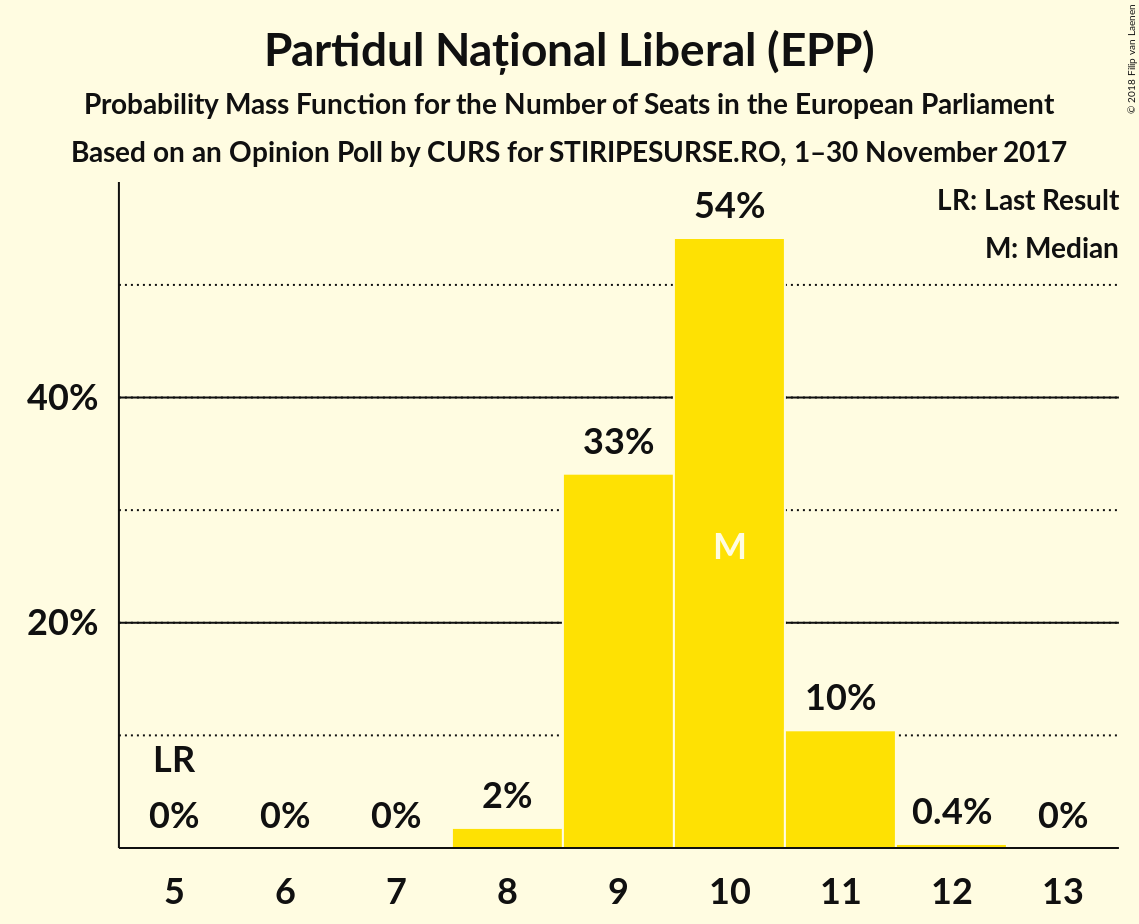 Partidul Național Liberal (EPP)
Probability Mass Function for the Number of Seats in the European Parliament
Based on an Opinion Poll by CURS for STIRIPESURSE.RO, 1–30 November 2017
© 2018 Filip van Laenen
LR: Last Result
M: Median
54%
40%
33%
M
20%
10%
LR
0%
0%
0%
2%
0.4%
0%
5
6
7
8
9
10
11
12
13